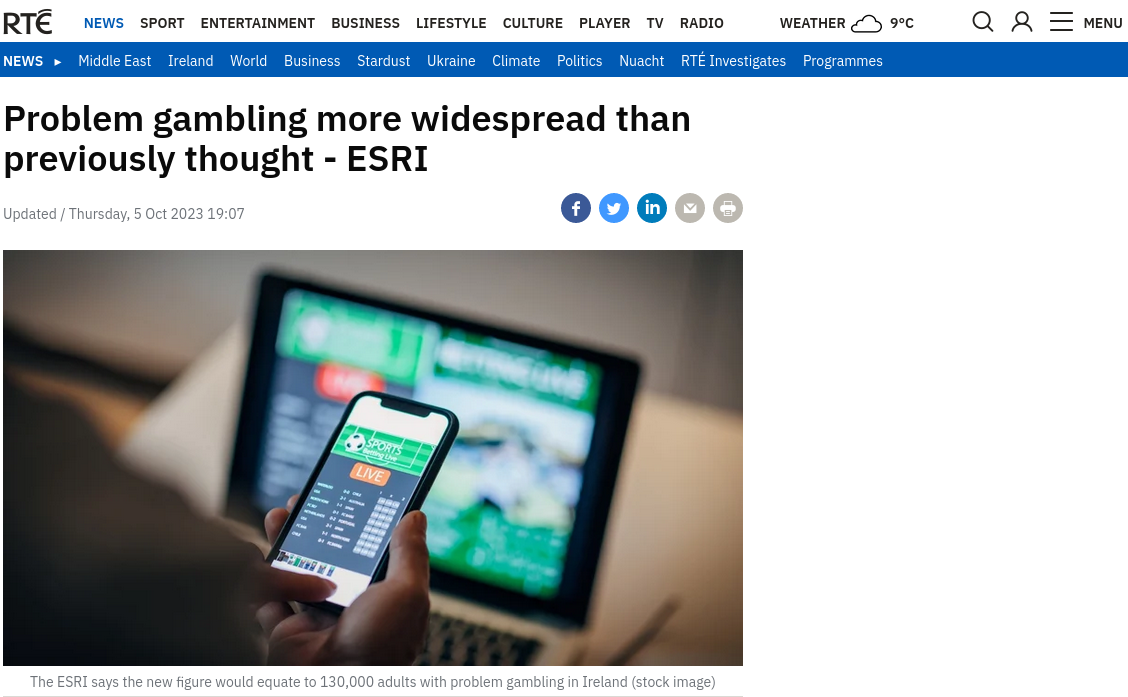 RTÉ NEWS SPORT ENTERTAINMENT BUSINESS LIFESTYLE CULTURE PLAYER TV RADIO WEATHER 9°C MENU
NEWS ► Middle East Ireland World Business Stardust Ukraine Climate Politics Nuacht RTÉ Investigates Programmes
Problem gambling more widespread than
previously thought - ESRI
Updated / Thursday, 5 Oct 2023 19:07
SPORTS
Betting Live
LIVE
The ESRI says the new figure would equate to 130,000 adults with problem gambling in Ireland (stock image)